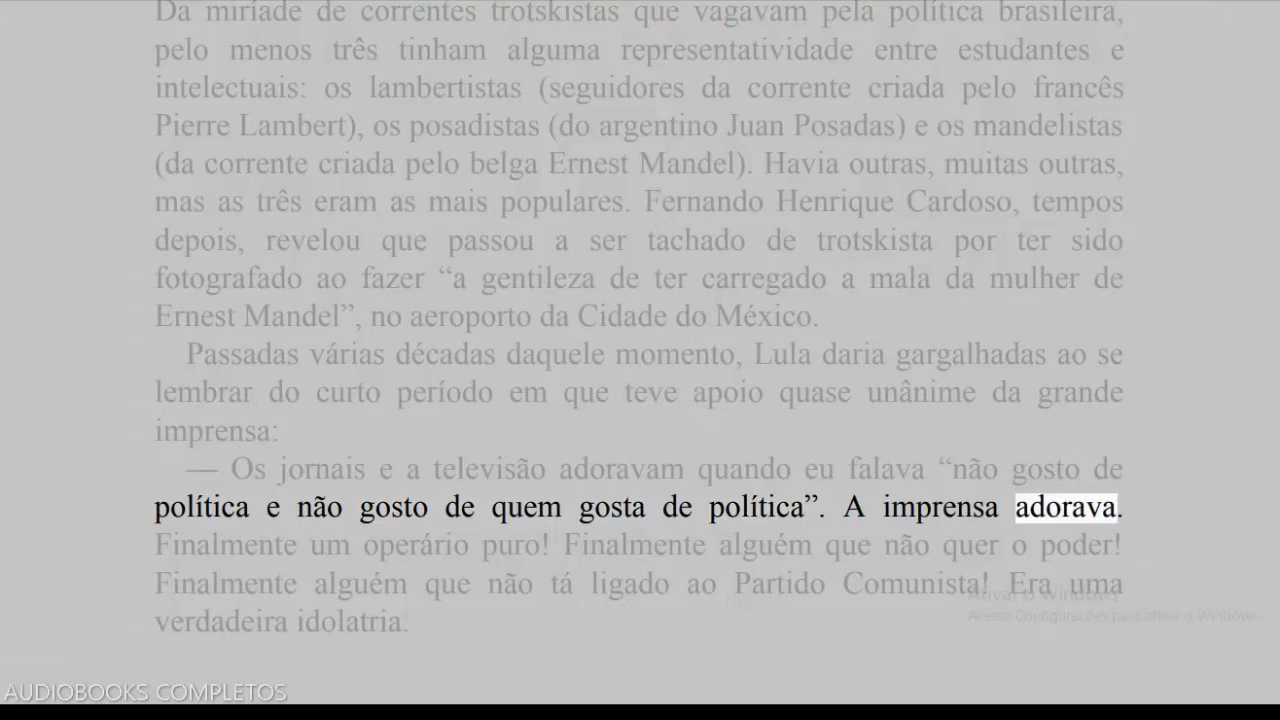 Da miríade de correntes trotskistas que vagavam pela política brasileira,
pelo menos três tinham alguma representatividade entre estudantes e
intelectuais: os lambertistas (seguidores da corrente criada pelo francês
Pierre Lambert), os posadistas (do argentino Juan Posadas) e os mandelistas
(da corrente criada pelo belga Ernest Mandel). Havia outras, muitas outras,
mas as três eram as mais populares. Fernando Henrique Cardoso, tempos
depois, revelou que passou a ser tachado de trotskista por ter sido
fotografado ao fazer “a gentileza de ter carregado a mala da mulher de
Ernest Mandel”, no aeroporto da Cidade do México.
Passadas várias décadas daquele momento, Lula daria gargalhadas ao se
lembrar do curto período em que teve apoio quase unânime da grande
imprensa:
— Os jornais e a televisão adoravam quando eu falava “não gosto de
política e não gosto de quem gosta de política”. A imprensa adorava.
Finalmente um operário puro! Finalmente alguém que não quer o poder!
Finalmente alguém que não tá ligado ao Partido Comunista! Era uma
verdadeira idolatria.
Ativar o Windows
Acesse Configurações para ativar o Windows.
AUDIOBOOKS COMPLETOS